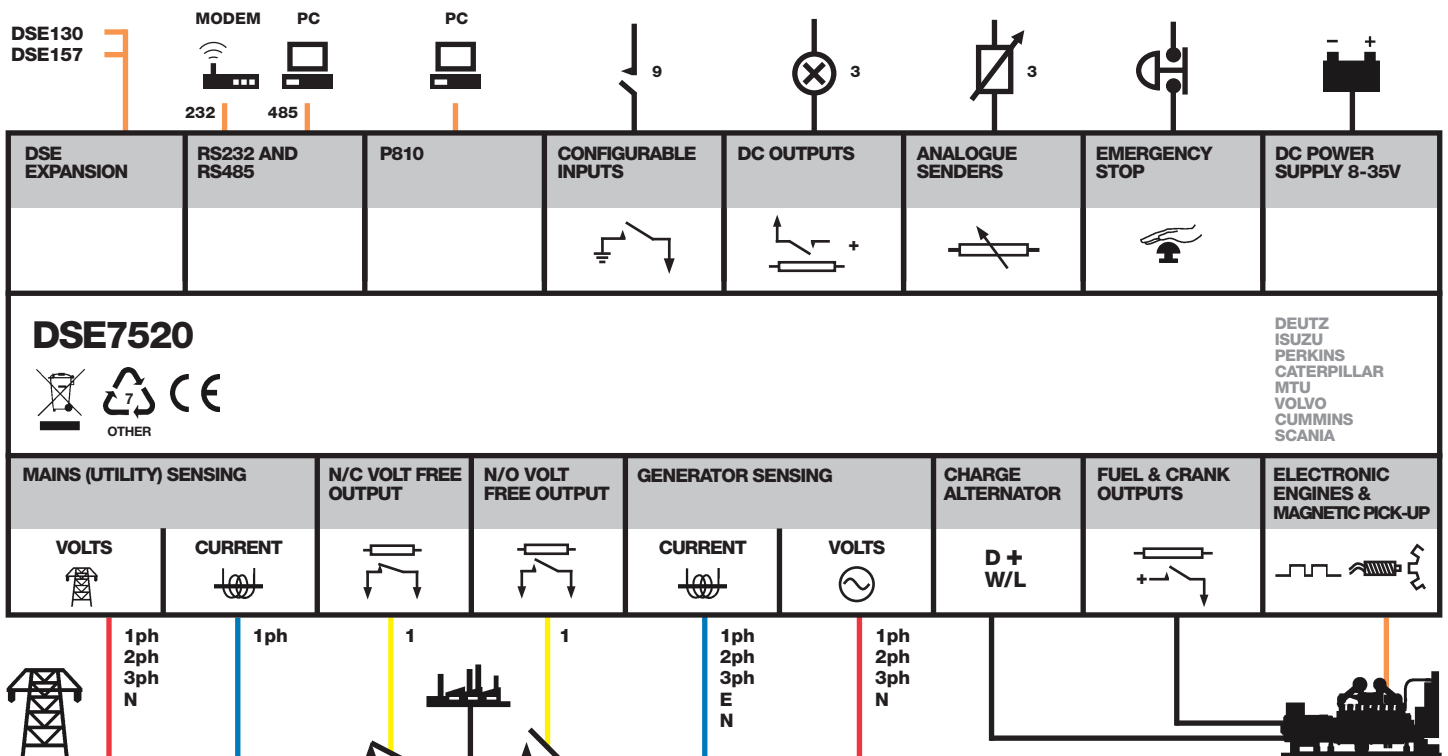 MODEM
PC
PC
DSE130
DSE157
9
3
3
- +
232
485
DSE
EXPANSION
RS232 AND
RS485
P810
CONFIGURABLE
INPUTS
DC OUTPUTS
ANALOGUE
SENDERS
EMERGENCY
STOP
DC POWER
SUPPLY 8-35V
+
DSE7520
7
OTHER
CE
DEUTZ
ISUZU
PERKINS
CATERPILLAR
MTU
VOLVO
CUMMINS
SCANIA
MAINS (UTILITY) SENSING
N/C VOLT FREE
OUTPUT
N/O VOLT
FREE OUTPUT
GENERATOR SENSING
CHARGE
ALTERNATOR
FUEL & CRANK
OUTPUTS
ELECTRONIC
ENGINES &
MAGNETIC PICK-UP
VOLTS
CURRENT
CURRENT
VOLTS
D +
W/L
+
1ph
2ph
3ph
N
1ph
1
1
1ph
2ph
3ph
E
N
1ph
2ph
3ph
N